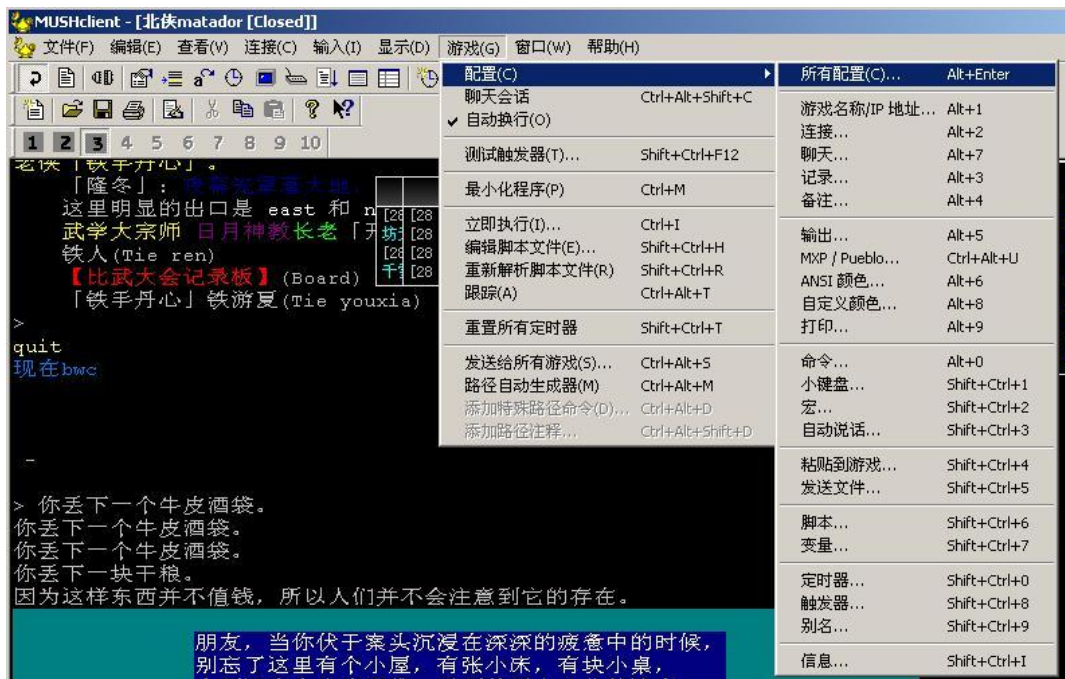 MUSHclient - [北侠matador [Closed]]
文件(F) 编辑(E) 查看(V) 连接(C) 输入(I) 显示(D) 游戏(G) 窗口(W) 帮助(H)
1 2 3 4 5 6 7 8 9 10
配置(C)
聊天会话 Ctrl+Alt+Shift+C
自动换行(O)
测试触发器(T)... Shift+Ctrl+F12
最小化程序(P) Ctrl+M
立即执行(I)... Ctrl+I
编辑脚本文件(E)... Shift+Ctrl+H
重新解析脚本文件(R) Shift+Ctrl+R
跟踪(A) Ctrl+Alt+T
重置所有定时器 Shift+Ctrl+T
发送给所有游戏(S)... Ctrl+Alt+S
路径自动生成器(M) Ctrl+Alt+M
添加特殊路径命令(D)... Ctrl+Alt+D
添加路径注释... Ctrl+Alt+Shift+D
所有配置(C)... Alt+Enter
游戏名称/IP 地址... Alt+1
连接... Alt+2
聊天... Alt+7
记录... Alt+3
备注... Alt+4
输出... Alt+5
MXP / Pueblo... Ctrl+Alt+U
ANSI 颜色... Alt+6
自定义颜色... Alt+8
打印... Alt+9
命令... Alt+0
小键盘... Shift+Ctrl+1
宏... Shift+Ctrl+2
自动说话... Shift+Ctrl+3
粘贴到游戏... Shift+Ctrl+4
发送文件... Shift+Ctrl+5
脚本... Shift+Ctrl+6
变量... Shift+Ctrl+7
定时器... Shift+Ctrl+0
触发器... Shift+Ctrl+8
别名... Shift+Ctrl+9
信息... Shift+Ctrl+I
老侠「铁手丹心」。
「隆冬」:
这里明显的出口是 east 和 n
武学大宗师 日月神教长老「
铁人(Tie ren)
【比武大会记录板】(Board)
「铁手丹心」铁游夏(Tie youxia)
[28 [28
坊 [28
[28 [28
千 [28
>
quit
现在bwc
> 你丢下一个牛皮酒袋。
你丢下一个牛皮酒袋。
你丢下一个牛皮酒袋。
你丢下一块干粮。
因为这样东西并不值钱，所以人们并不会注意到它的存在。
朋友，当你伏于案头沉浸在深深的疲惫中的时候，
别忘了这里有个小屋，有张小床，有块小桌，